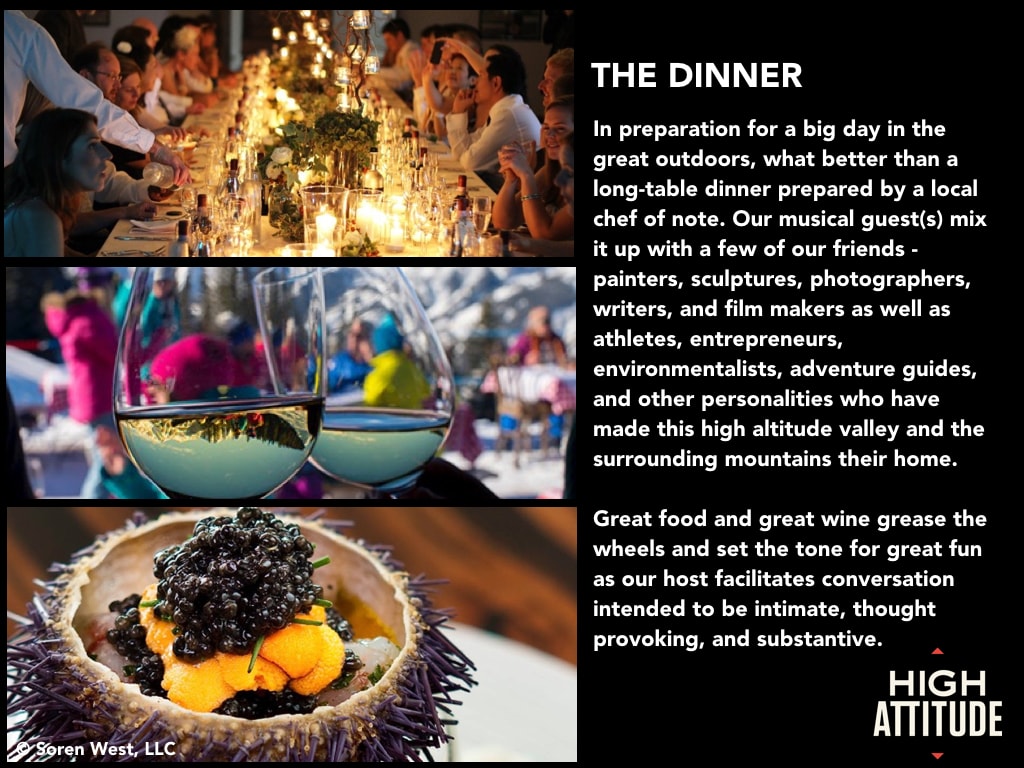 THE DINNER
In preparation for a big day in the
great outdoors, what better than a
long-table dinner prepared by a local
chef of note. Our musical guest(s) mix
it up with a few of our friends -
painters, sculptures, photographers,
writers, and film makers as well as
athletes, entrepreneurs,
environmentalists, adventure guides,
and other personalities who have
made this high altitude valley and the
surrounding mountains their home.
Great food and great wine grease the
wheels and set the tone for great fun
as our host facilitates conversation
intended to be intimate, thought
provoking, and substantive.
HIGH
ATTITUDE
© Soren West, LLC